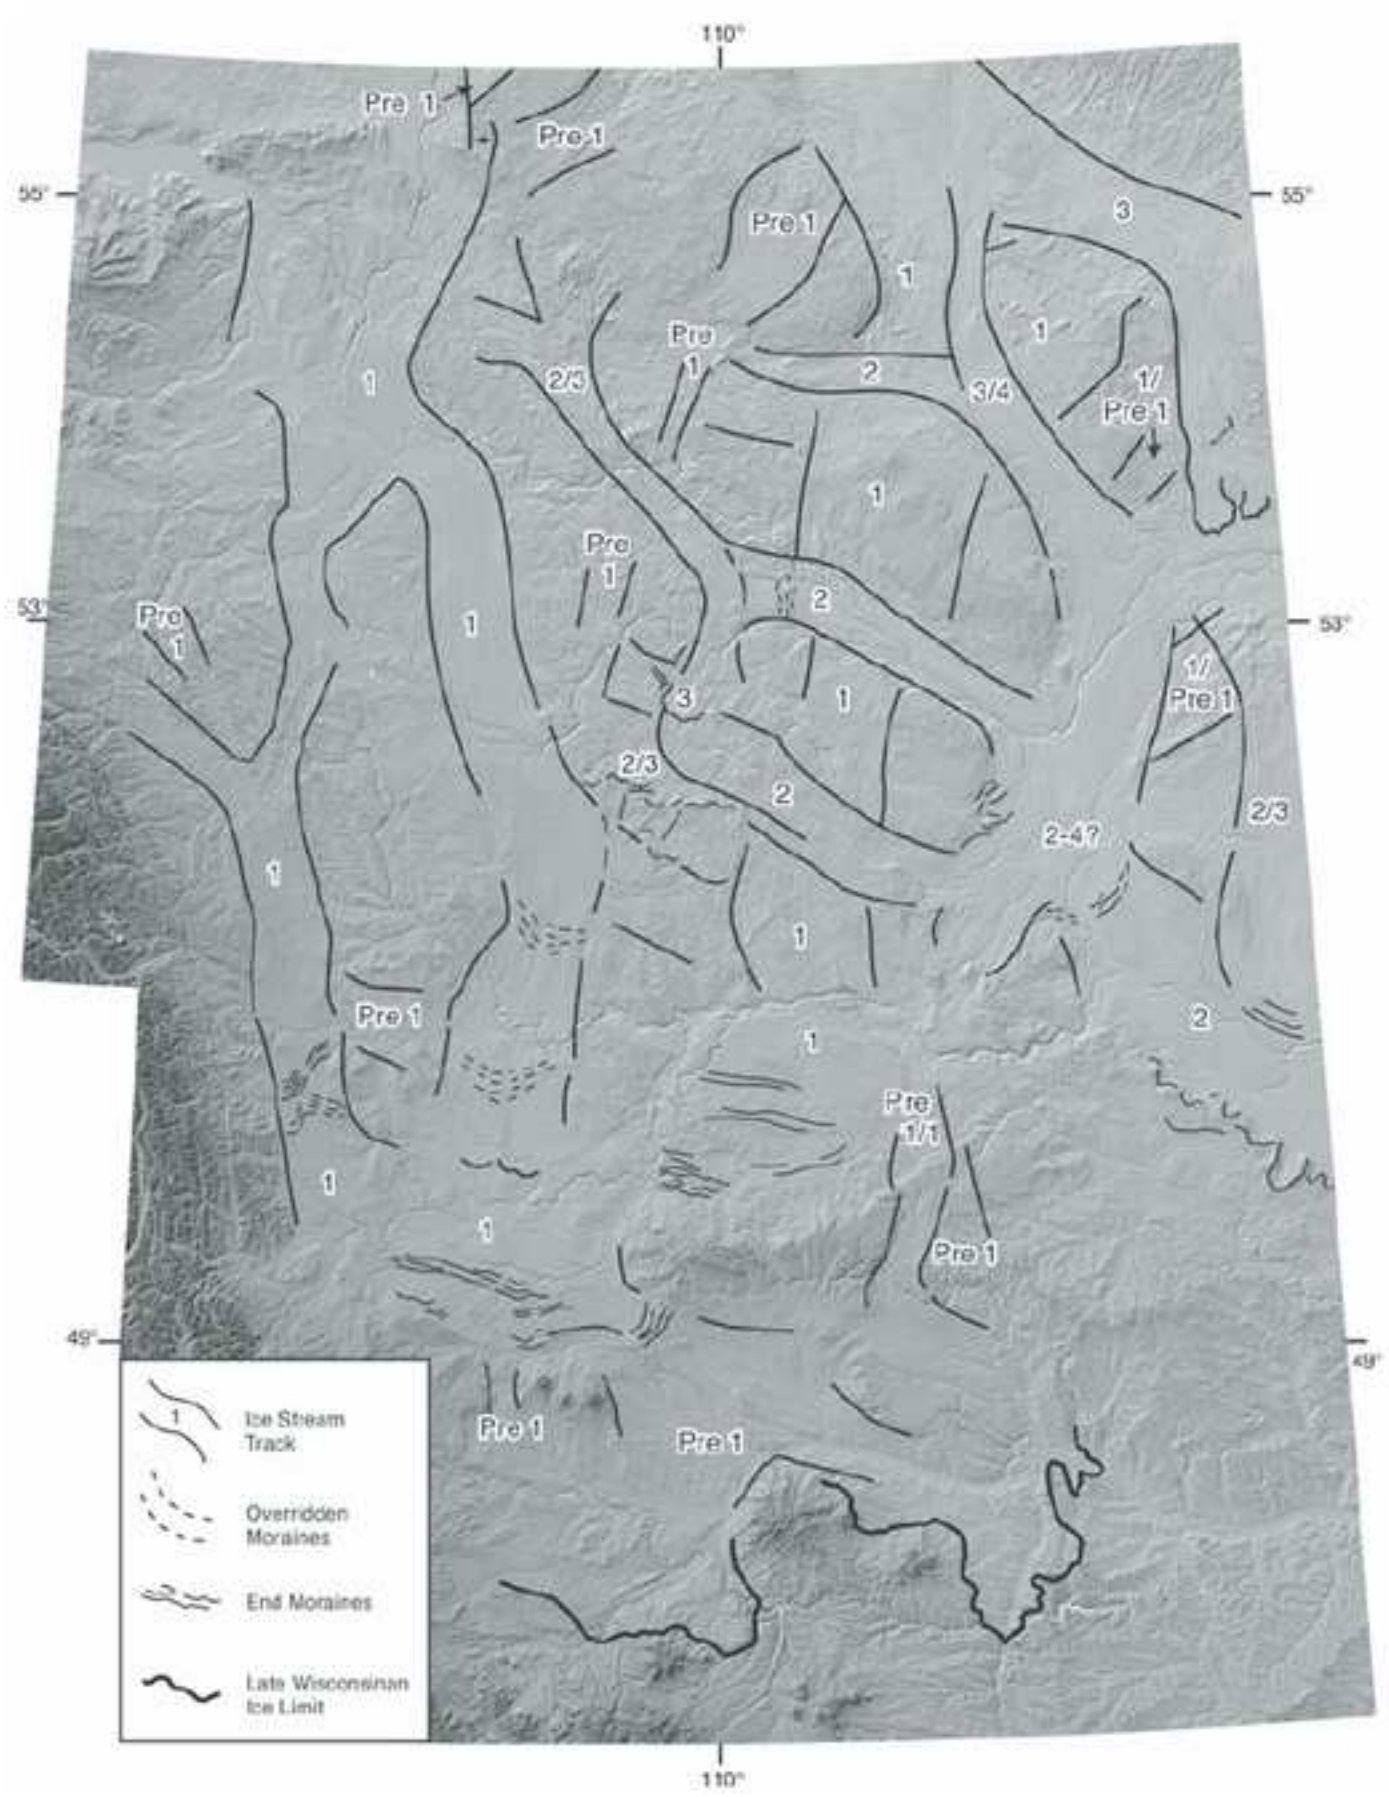 110°
Pre 1
Pre 1
55°
55°
3
Pre 1
1
Pre
1
1
1
2/3
2
3/4
1/
Pre 1
1
Pre
1
53°
53°
Pre
1
1
2
1/
Pre 1
3
1
2/3
2
2/3
2-4?
1
1
Pre 1
2
1
Pre
1/1
1
1
Pre 1
49°
49°
Pre 1
Pre 1
1
Ice Stream
Track
Overridden
Moraines
End Moraines
Late Wisconsinan
Ice Limit
110°